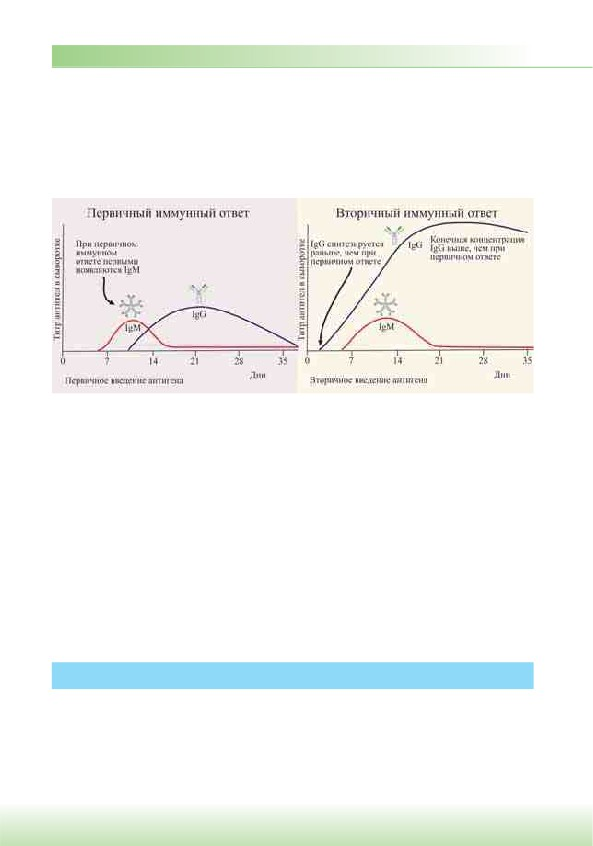 Первичный иммунный ответ
Титр антител в сыворотке
При первичном
иммунном
ответе первыми
появляются IgM
IgM
IgG
0 7 14 21 28 35
Дни
Первичное введение антигена
Вторичный иммунный ответ
Титр антител в сыворотке
IgG синтезируется
раньше, чем при
первичном ответе
IgG
Конечная концентрация
IgG выше, чем при
первичном ответе
IgM
0 7 14 21 28 35
Дни
Вторичное введение антигена